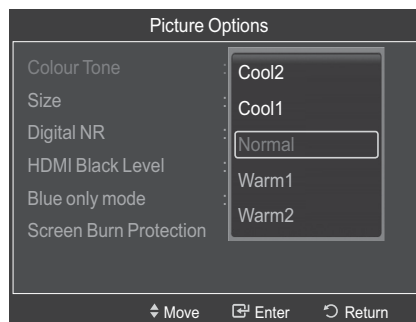 Picture Options
Colour Tone :
Cool2
Size :
Cool1
Digital NR :
Normal
HDMI Black Level :
Warm1
Blue only mode :
Warm2
Screen Burn Protection
Move Enter Return